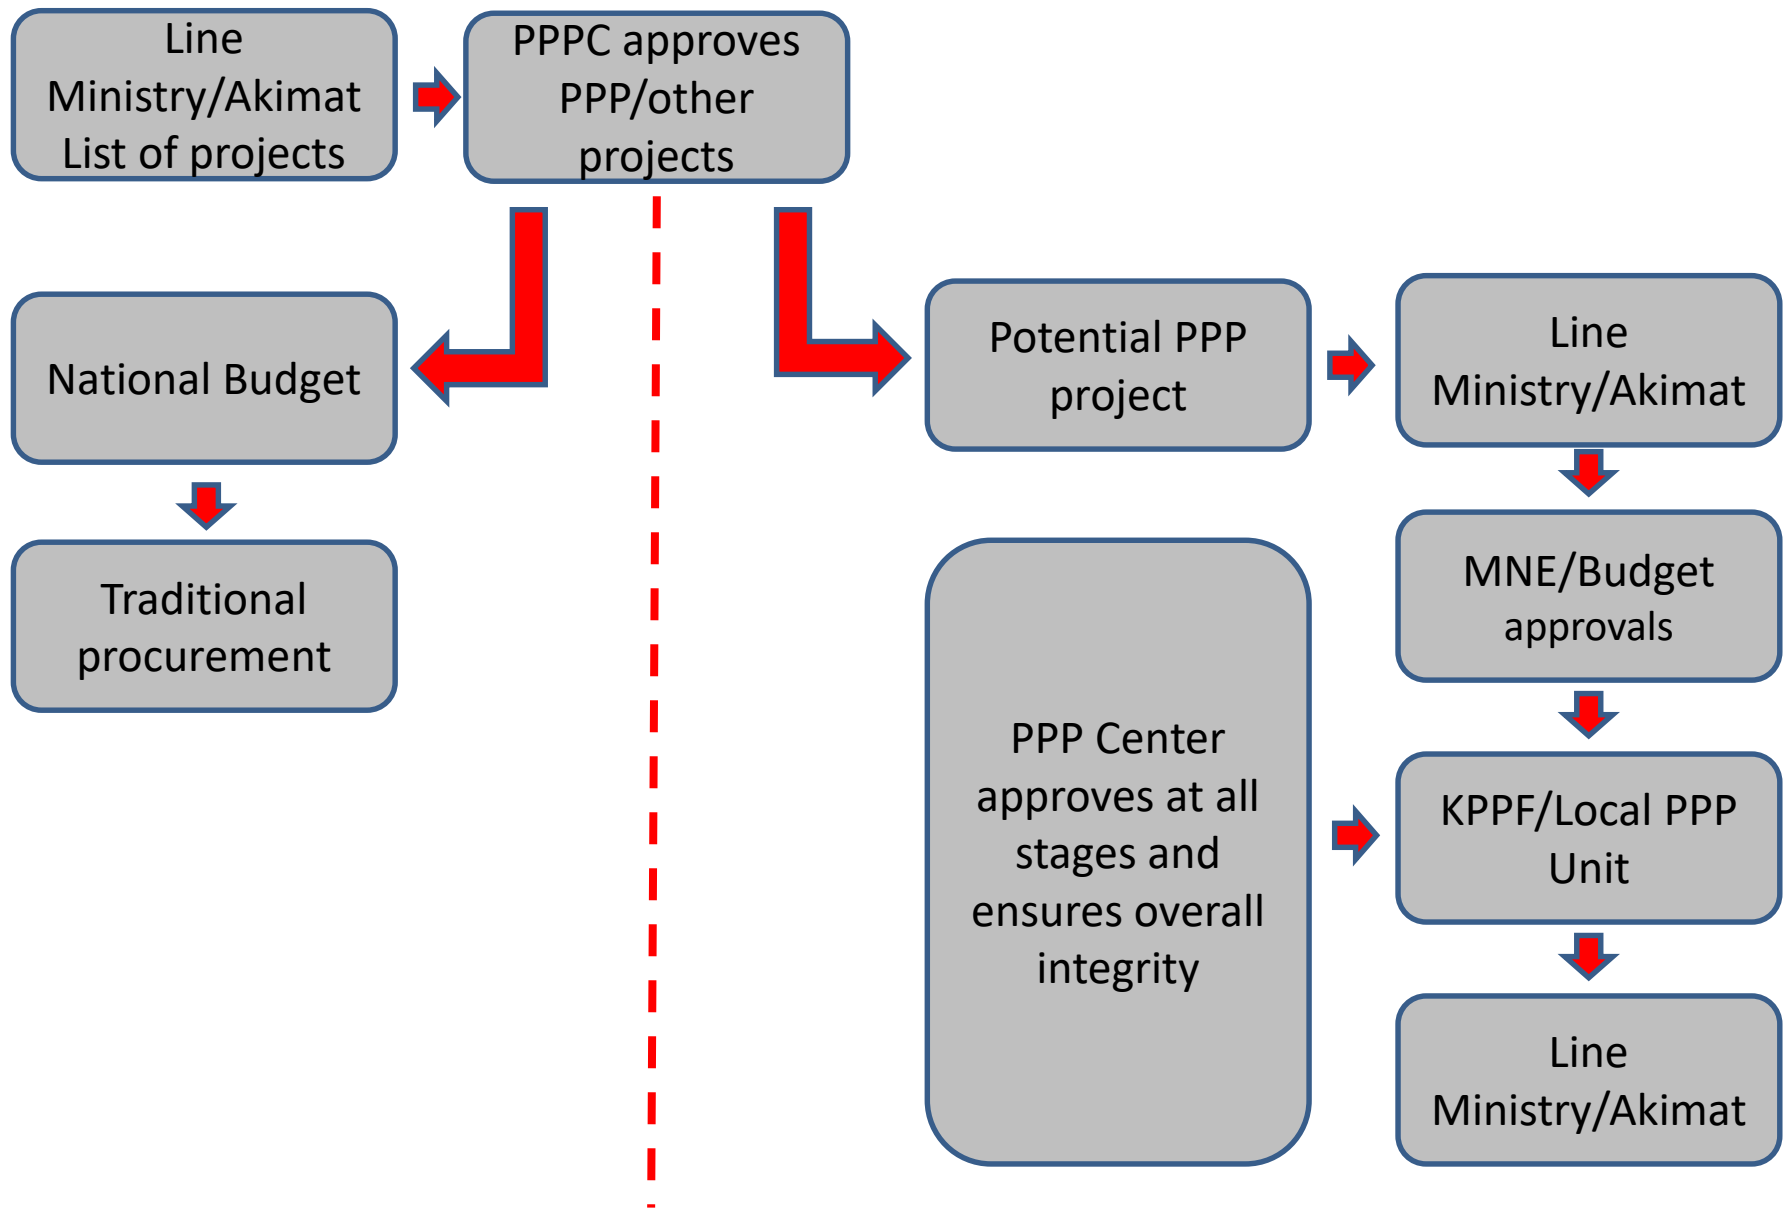 Line
Ministry/Akimat
List of projects
PPPC approves
PPP/other
projects
National Budget
Traditional
procurement
Potential PPP
project
Line
Ministry/Akimat
MNE/Budget
approvals
PPP Center
approves at all
stages and
ensures overall
integrity
KPPF/Local PPP
Unit
Line
Ministry/Akimat